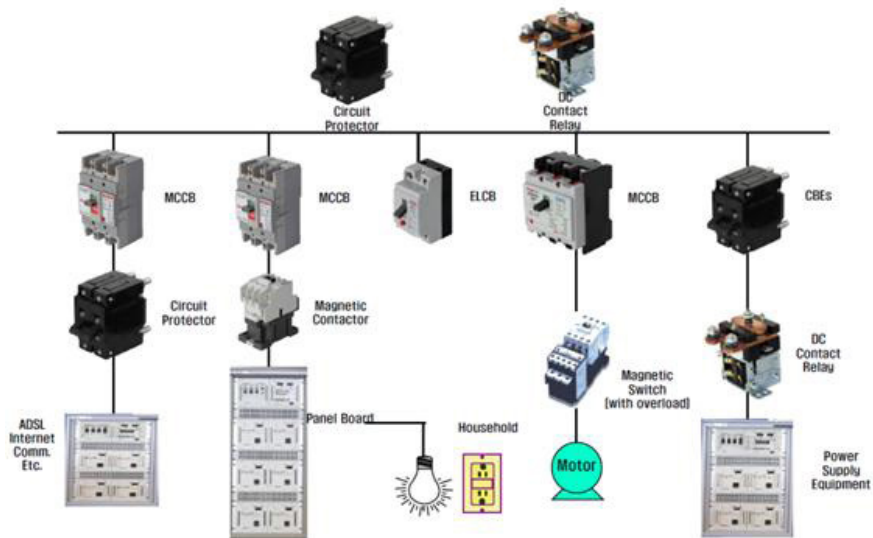 Circuit
Protector
DC
Contact
Relay
MCCB
MCCB
ELCB
MCCB
CBEs
Circuit
Protector
Magnetic
Contactor
Magnetic
Switch
[with overload]
DC
Contact
Relay
ADSL
Internet
Comm.
Etc.
Panel Board
Household
Motor
Power
Supply
Equipment